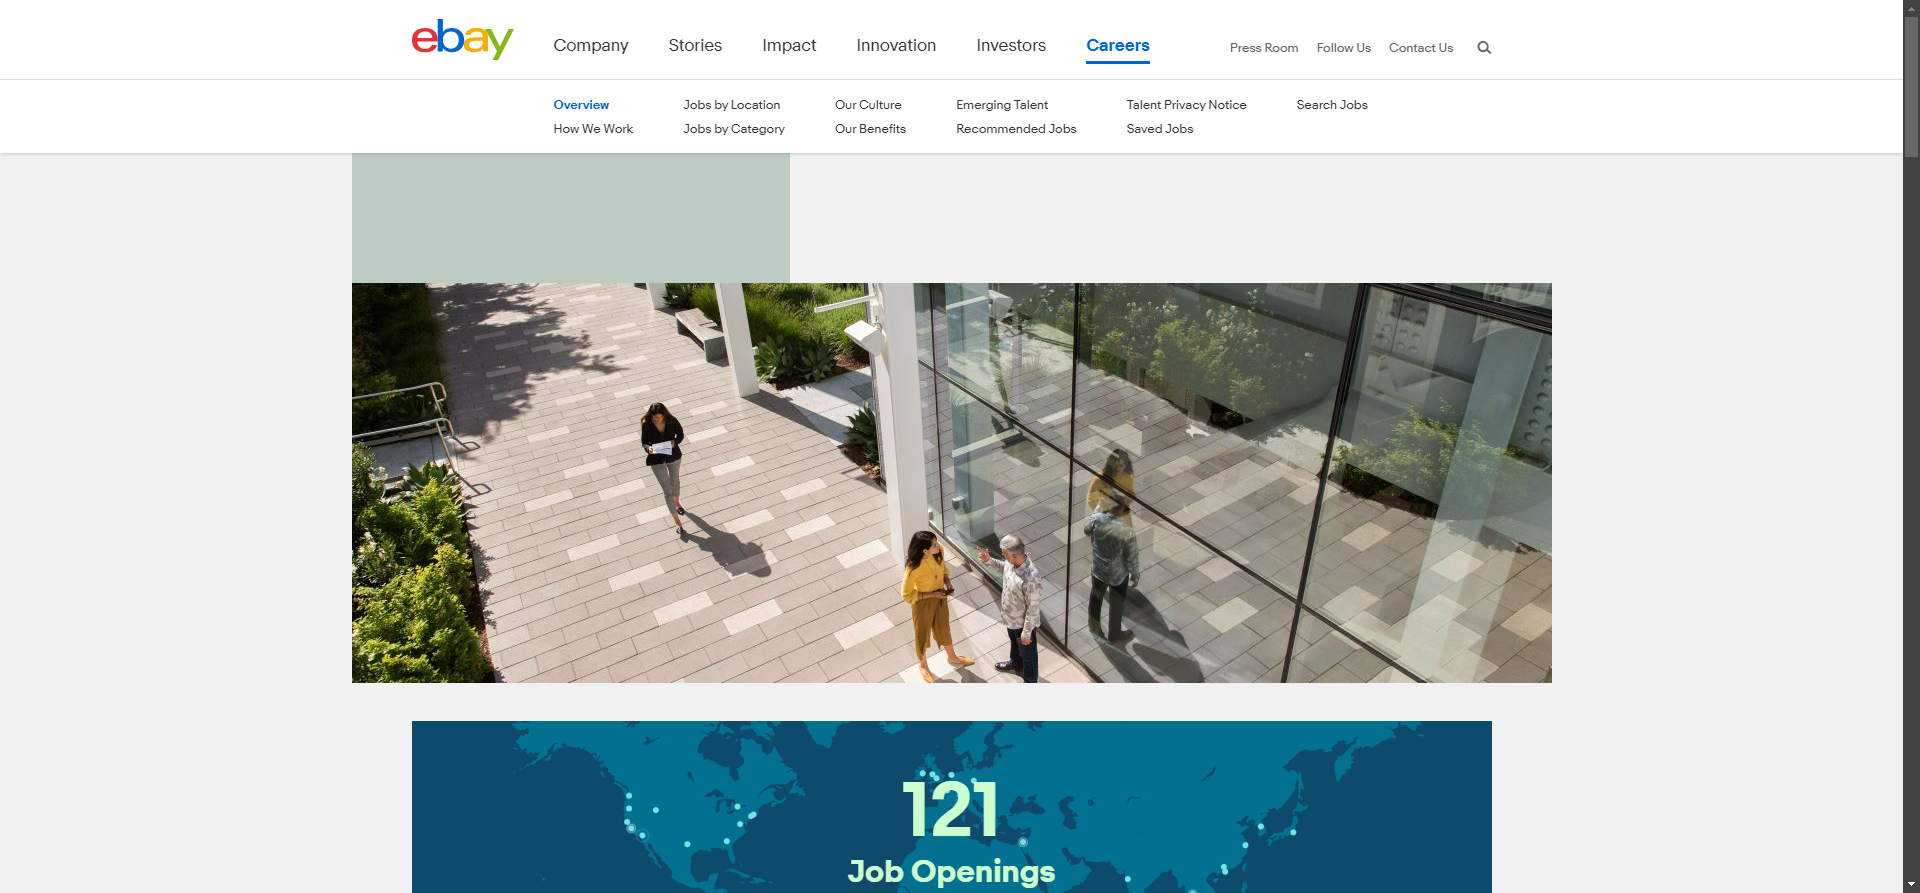 ebay
Company Stories Impact Innovation Investors Careers Press Room Follow Us Contact Us
Overview Jobs by Location Our Culture Emerging Talent Talent Privacy Notice Search Jobs
How We Work Jobs by Category Our Benefits Recommended Jobs Saved Jobs
121
Job Openings